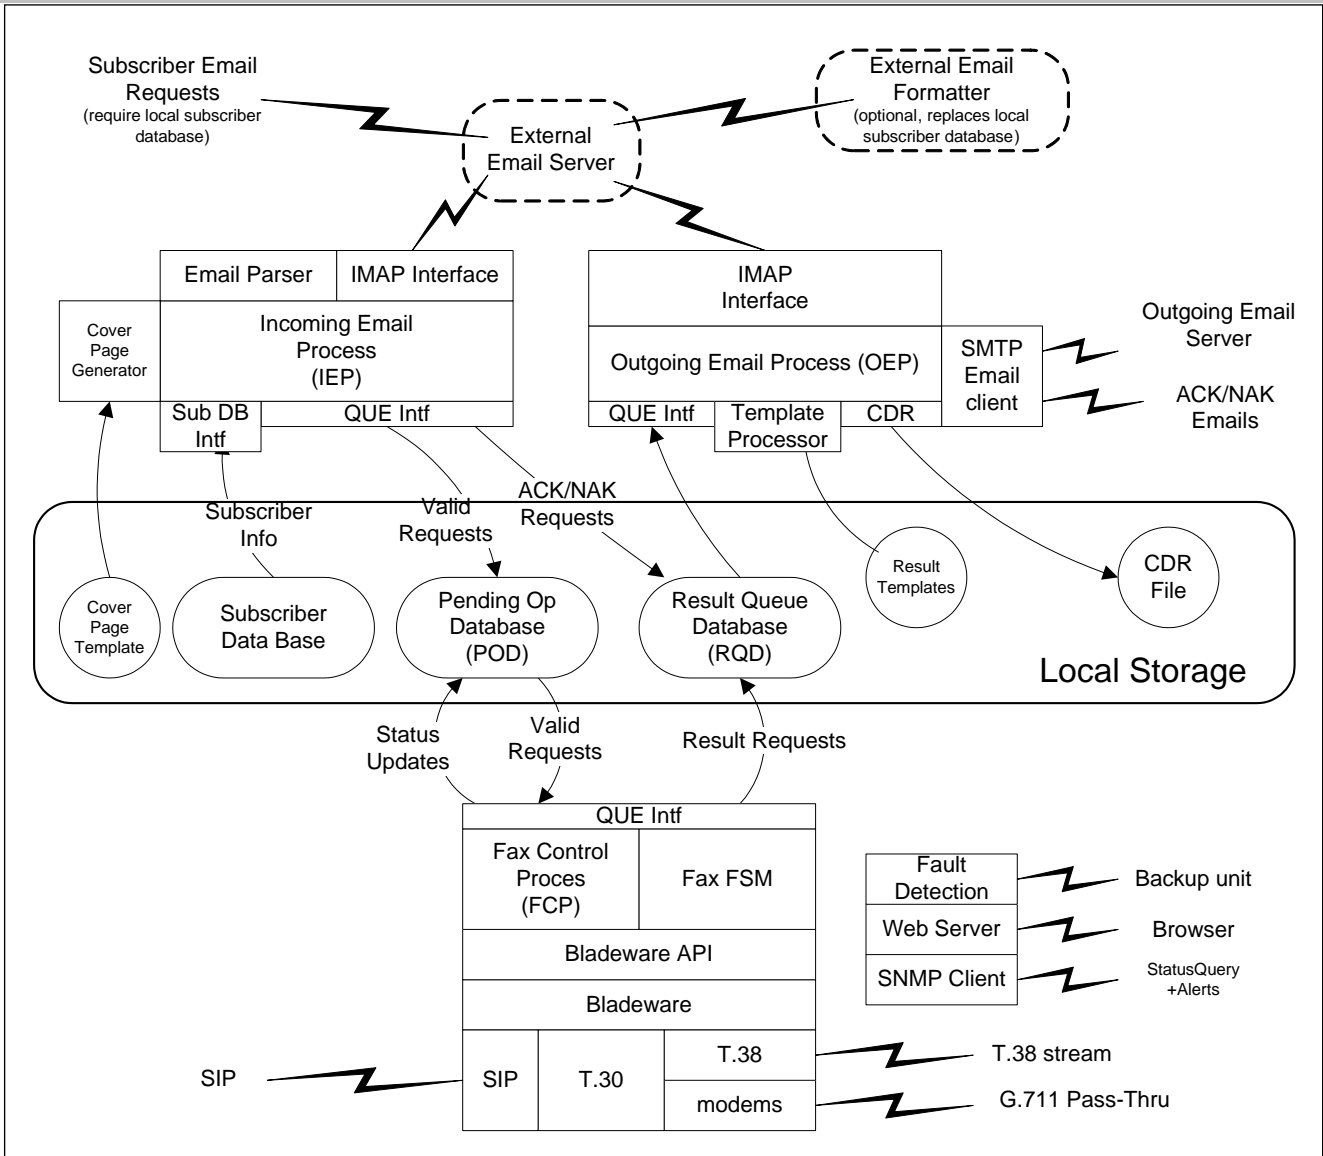 Subscriber Email
Requests
(require local subscriber
database)
External Email
Formatter
(optional, replaces local
subscriber database)
External
Email Server
Email Parser
IMAP Interface
IMAP
Interface
Cover
Page
Generator
Incoming Email
Process
(IEP)
Outgoing Email Process (OEP)
SMTP
Email
client
Outgoing Email
Server
ACK/NAK
Emails
Sub DB
Intf
QUE Intf
QUE Intf
Template
Processor
CDR
Subscriber
Info
Valid
Requests
ACK/NAK
Requests
Cover
Page
Template
Subscriber
Data Base
Pending Op
Database
(POD)
Result Queue
Database
(RQD)
Result
Templates
CDR
File
Local Storage
Status
Updates
Valid
Requests
Result Requests
QUE Intf
Fax Control
Proces
(FCP)
Fax FSM
Bladeware API
Bladeware
SIP
SIP
T.30
T.38
modems
T.38 stream
G.711 Pass-Thru
Fault
Detection
Backup unit
Web Server
Browser
SNMP Client
StatusQuery
+Alerts